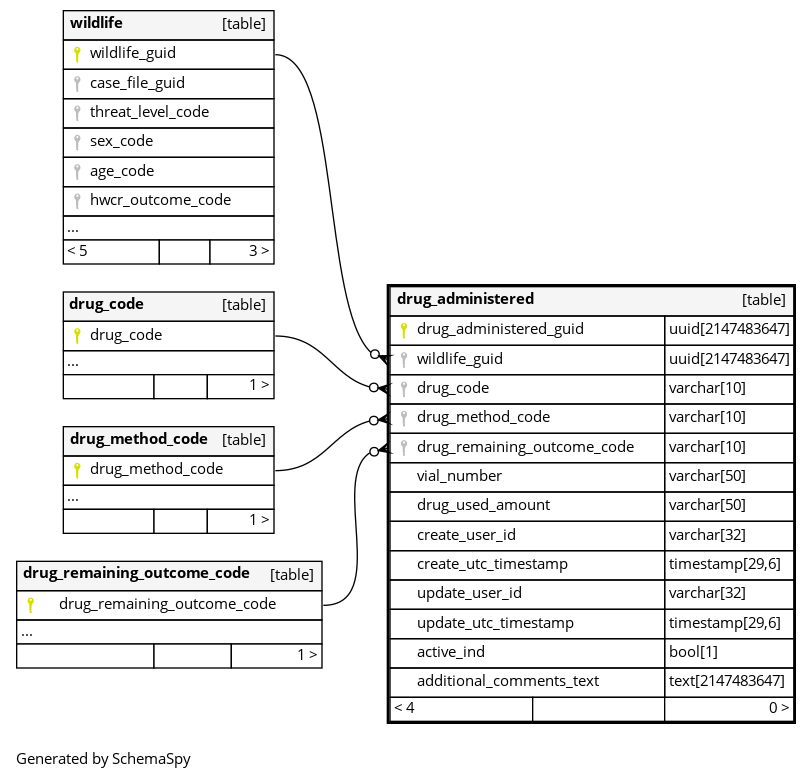 wildlife [table]
wildlife_guid
case_file_guid
threat_level_code
sex_code
age_code
hwcr_outcome_code
...
< 5 3 >
drug_code [table]
drug_code
...
1 >
drug_method_code [table]
drug_method_code
...
1 >
drug_remaining_outcome_code [table]
drug_remaining_outcome_code
...
1 >
drug_administered [table]
drug_administered_guid uuid[2147483647]
wildlife_guid uuid[2147483647]
drug_code varchar[10]
drug_method_code varchar[10]
drug_remaining_outcome_code varchar[10]
vial_number varchar[50]
drug_used_amount varchar[50]
create_user_id varchar[32]
create_utc_timestamp timestamp[29,6]
update_user_id varchar[32]
update_utc_timestamp timestamp[29,6]
active_ind bool[1]
additional_comments_text text[2147483647]
< 4 0 >
Generated by SchemaSpy